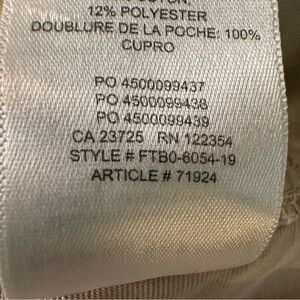 12% POLYESTER
DOUBLURE DE LA POCHE: 100%
CUPRO
PO 4500099437
PO 4500099438
PO 4500099439
CA 23725 RN 122354
STYLE # FTB0-6054-19
ARTICLE # 71924